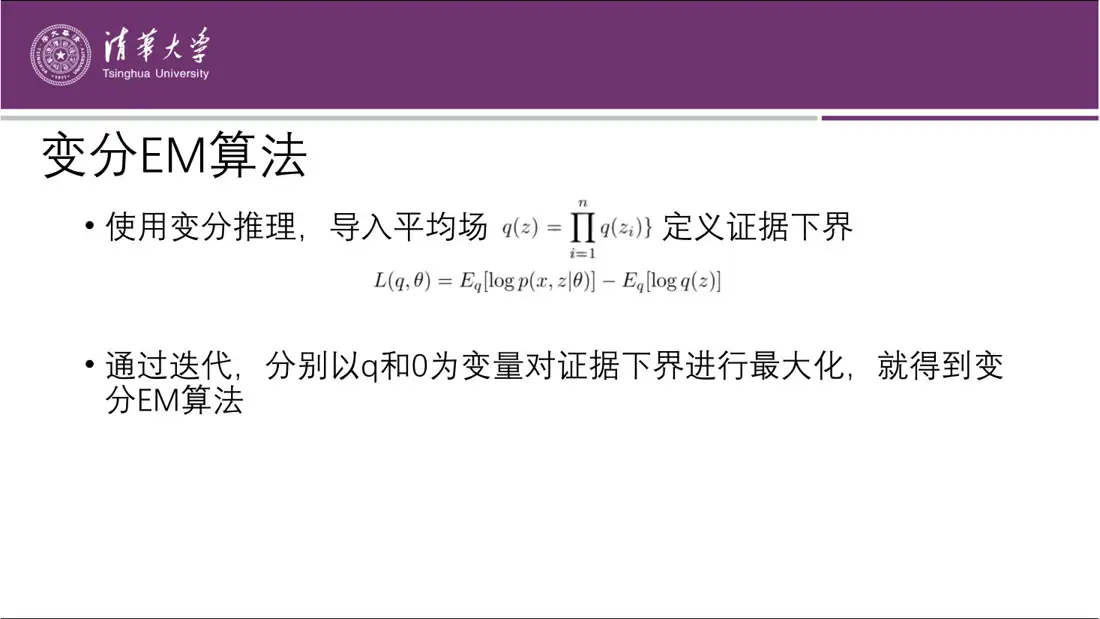 清华大学
Tsinghua University
变分EM算法
• 使用变分推理，导入平均场 q(z) = ∏_{i=1}^{n} q(z_i)} 定义证据下界
L(q, θ) = E_q[log p(x, z|θ)] − E_q[log q(z)]
• 通过迭代，分别以q和0为变量对证据下界进行最大化，就得到变
分EM算法